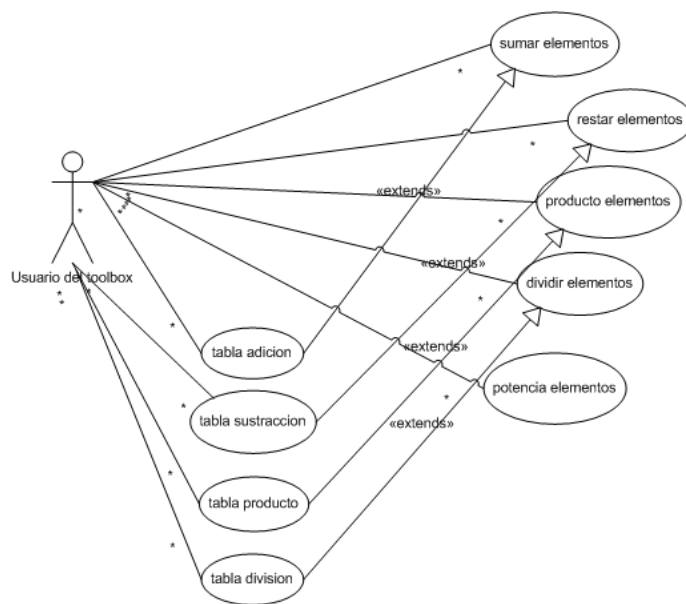 sumar elementos
*
restar elementos
*
«extends»
producto elementos
*
*
****
«extends»
dividir elementos
Usuario del toolbox
*
*
*
*
*
*
tabla adicion
«extends»
potencia elementos
*
*
tabla sustraccion
«extends»
*
tabla producto
*
tabla division